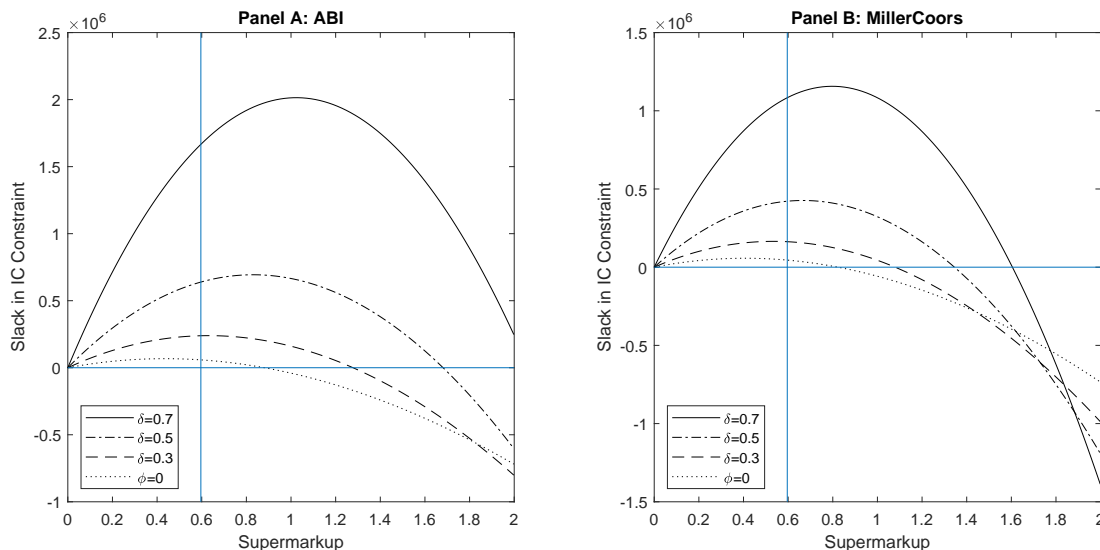 Panel A: ABI
×10⁶
2.5
2
1.5
1
0.5
0
-0.5
-1
Slack in IC Constraint
δ=0.7
δ=0.5
δ=0.3
ϕ=0
0 0.2 0.4 0.6 0.8 1 1.2 1.4 1.6 1.8 2
Supermarkup
Panel B: MillerCoors
×10⁶
1.5
1
0.5
0
-0.5
-1
-1.5
Slack in IC Constraint
δ=0.7
δ=0.5
δ=0.3
ϕ=0
0 0.2 0.4 0.6 0.8 1 1.2 1.4 1.6 1.8 2
Supermarkup